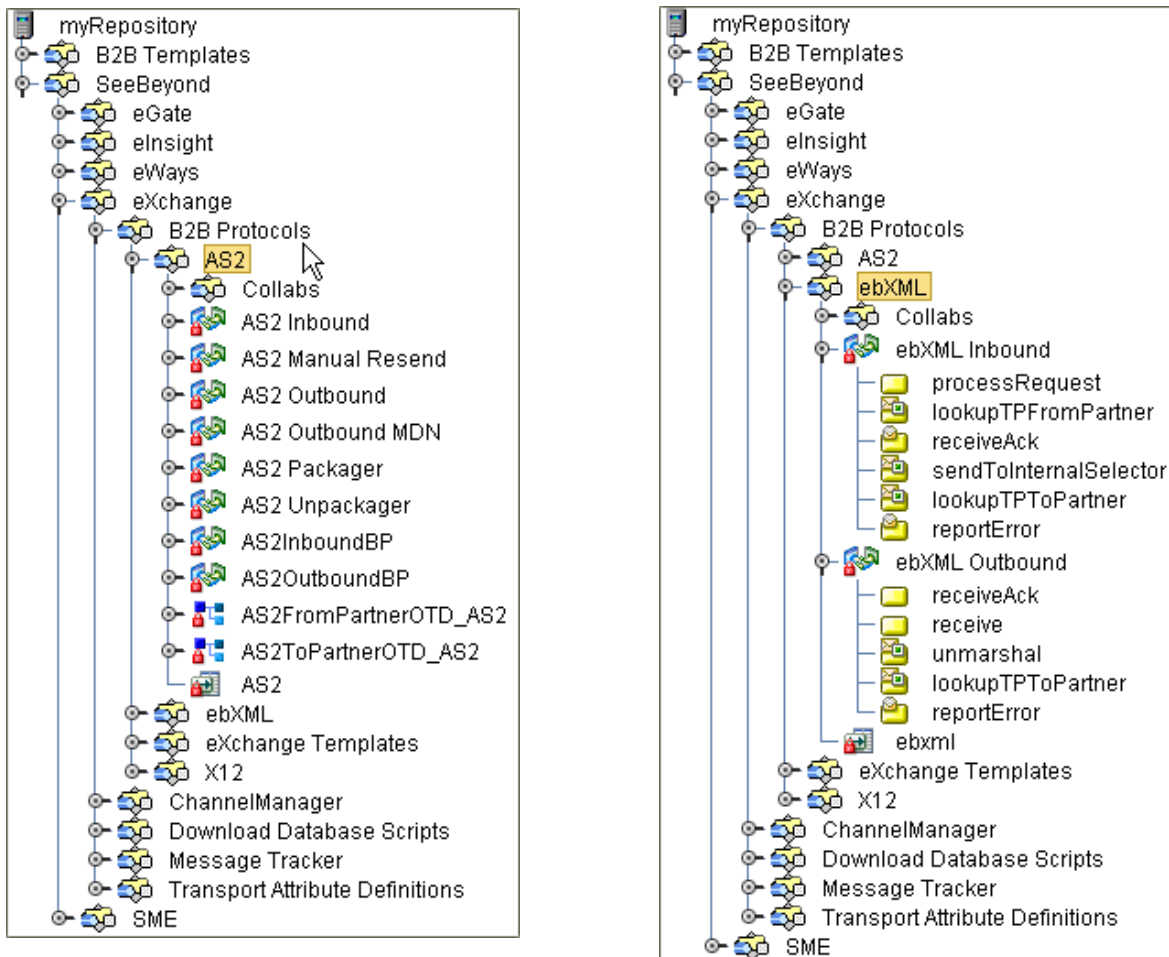 myRepository
B2B Templates
SeeBeyond
eGate
eInsight
eWays
eXchange
B2B Protocols
AS2
Collabs
AS2 Inbound
AS2 Manual Resend
AS2 Outbound
AS2 Outbound MDN
AS2 Packager
AS2 Unpackager
AS2InboundBP
AS2OutboundBP
AS2FromPartnerOTD_AS2
AS2ToPartnerOTD_AS2
AS2
ebXML
eXchange Templates
X12
ChannelManager
Download Database Scripts
Message Tracker
Transport Attribute Definitions
SME
myRepository
B2B Templates
SeeBeyond
eGate
eInsight
eWays
eXchange
B2B Protocols
AS2
ebXML
Collabs
ebXML Inbound
processRequest
lookupTPFromPartner
receiveAck
sendToInternalSelector
lookupTPToPartner
reportError
ebXML Outbound
receiveAck
receive
unmarshal
lookupTPToPartner
reportError
ebxml
eXchange Templates
X12
ChannelManager
Download Database Scripts
Message Tracker
Transport Attribute Definitions
SME